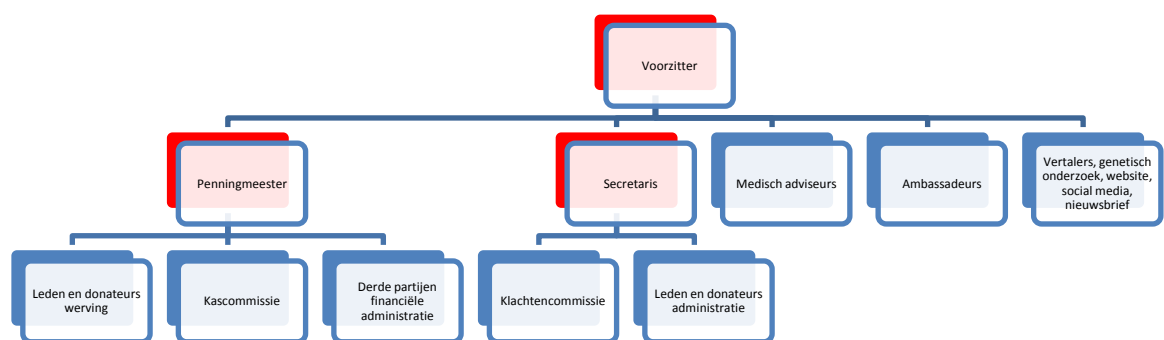 Voorzitter
Penningmeester
Secretaris
Medisch adviseurs
Ambassadeurs
Vertalers, genetisch
onderzoek, website,
social media,
nieuwsbrief
Leden en donateurs
werving
Kascommissie
Derde partijen
financiële
administratie
Klachtencommissie
Leden en donateurs
administratie